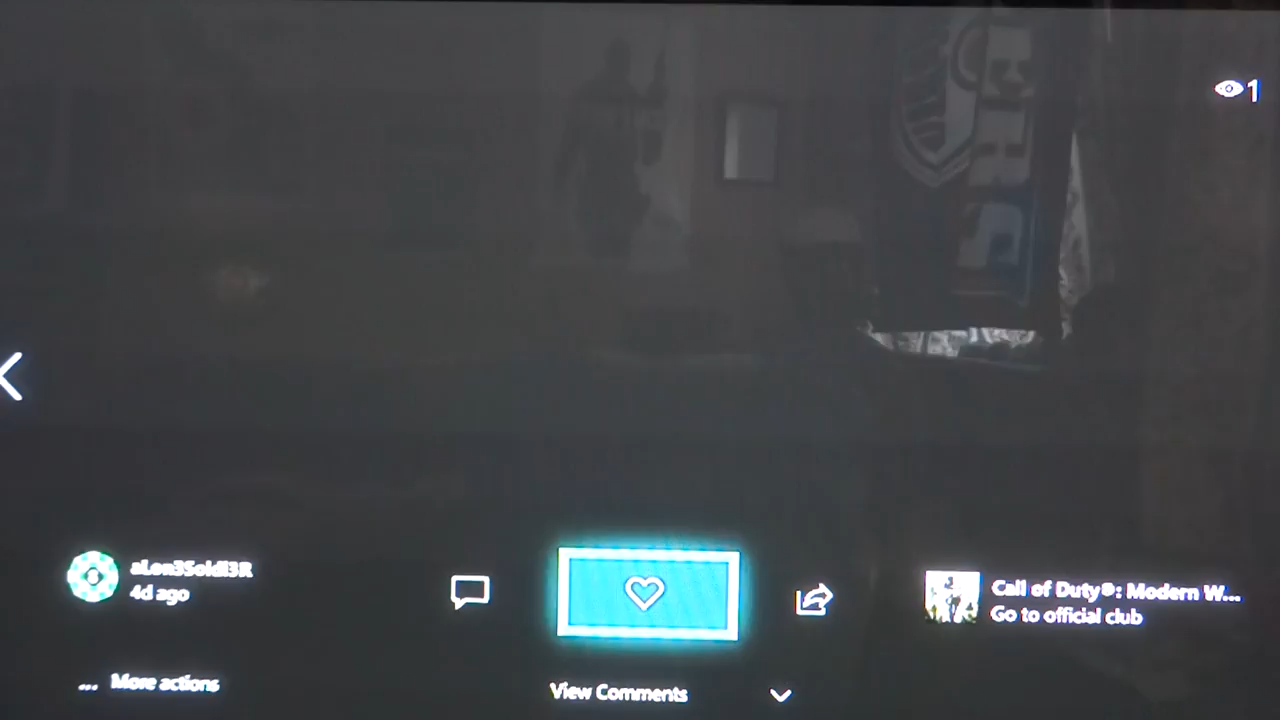 1
aLon3Soldi3R
4d ago
Call of Duty®: Modern W...
Go to official club
... More actions
View Comments